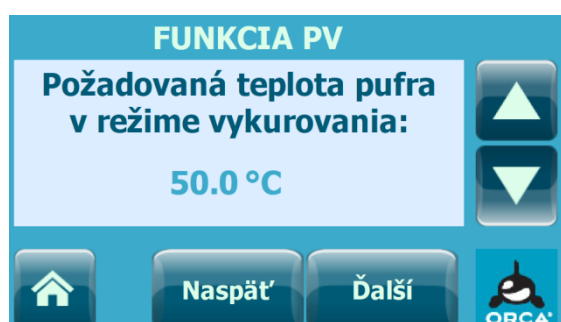 FUNKCIA PV
Požadovaná teplota pufra
v režime vykurovania:
50.0 °C
Naspäť
Ďalší
ORCA